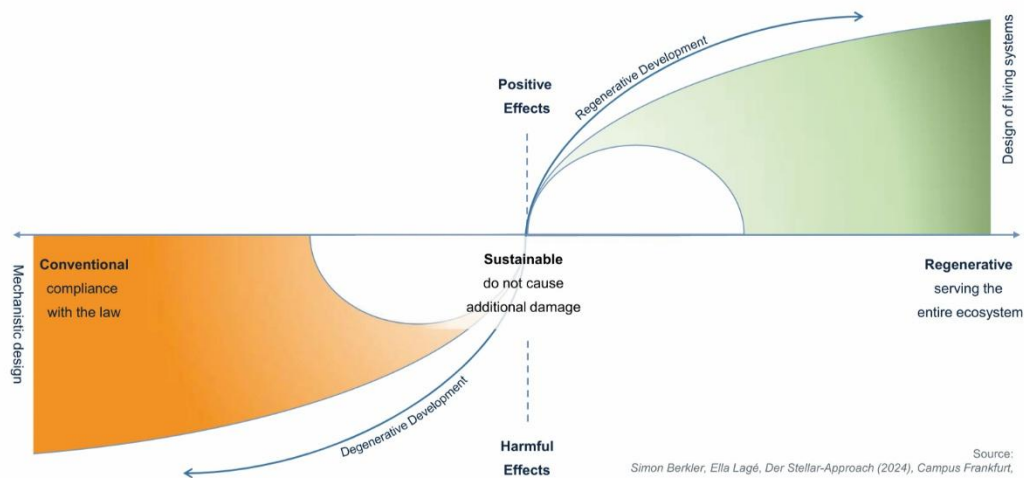 Positive
Effects
Regenerative Development
Design of living systems
Mechanistic design
Conventional
compliance
with the law
Sustainable
do not cause
additional damage
Regenerative
serving the
entire ecosystem
Degenerative Development
Harmful
Effects
Source:
Simon Berkler, Ella Lagé, Der Stellar-Approach (2024), Campus Frankfurt,